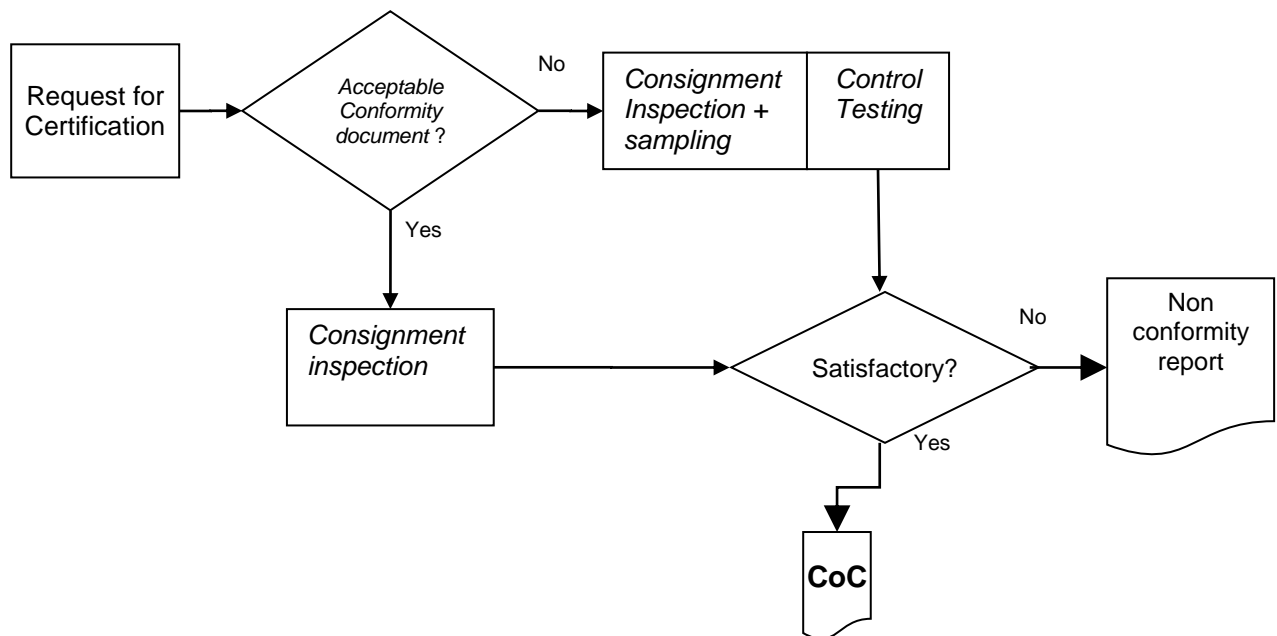 Request for
Certification
Acceptable
Conformity
document ?
No
Consignment
Inspection +
sampling
Control
Testing
Yes
Consignment
inspection
Satisfactory?
No
Non
conformity
report
Yes
CoC